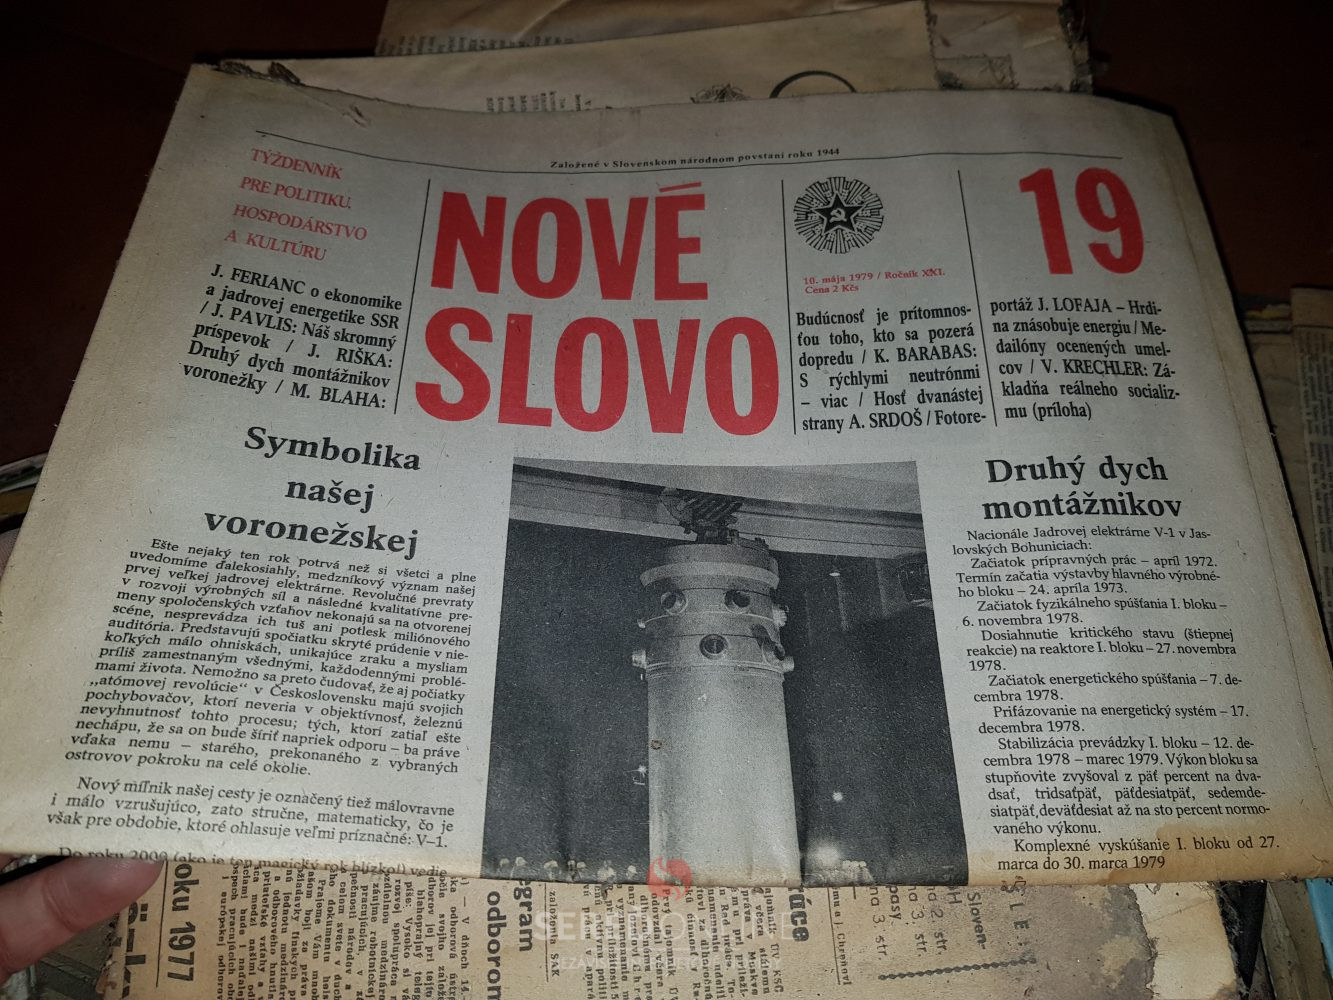 Založené v Slovenskom národnom povstaní roku 1944
TÝŽDENNÍK
PRE POLITIKU,
HOSPODÁRSTVO
A KULTÚRU
NOVÉ
SLOVO
10. mája 1979 / Ročník XXI.
Cena 2 Kčs
19
J. FERIANC o ekonomike
a jadrovej energetike SSR
/ J. PAVLIS: Náš skromný
príspevok / J. RIŠKA:
Druhý dych montážnikov
voronežky / M. BLAHA:
Budúcnosť je prítomnos-
ťou toho, kto sa pozerá
dopredu / K. BARABAS:
S rýchlymi neutrónmi
– viac / Hosť dvanástej
strany A. SRDOŠ / Fotore-
portáž J. LOFAJA – Hrdi-
na znásobuje energiu / Me-
dailóny ocenených umel-
cov / V. KRECHLER: Zá-
kladňa reálneho socializ-
mu (príloha)
Symbolika
našej
voronežskej
Ešte nejaký ten rok potrvá než si všetci a plne
uvedomíme ďalekosiahly, medzníkový význam našej
prvej veľkej jadrovej elektrárne. Revolučné prevraty
v rozvoji výrobných síl a následné kvalitatívne pre-
meny spoločenských vzťahov nekonajú sa na otvorenej
scéne, nesprevádza ich tuš ani potlesk miliónového
auditória. Predstavujú spočiatku skryté prúdenie v nie-
koľkých málo ohniskách, unikajúce zraku a mysliam
príliš zamestnaným všednými, každodennými problé-
mami života. Nemožno sa preto čudovať, že aj počiatky
„atómovej revolúcie“ v Československu majú svojich
pochybovačov, ktorí neveria v objektívnosť, železnú
nevyhnutnosť tohto procesu; tých, ktorí zatiaľ ešte
nechápu, že sa on bude šíriť napriek odporu – ba práve
vďaka nemu – starého, prekonaného z vybraných
ostrovov pokroku na celé okolie.
Nový míľnik našej cesty je označený tiež málovravne
i málo vzrušujúco, zato stručne, matematicky, čo je
však pre obdobie, ktoré ohlasuje veľmi príznačné: V–1.
Do roku 2000 (ako je ten magický rok blízko!) vedie
Druhý dych
montážnikov
Nacionále Jadrovej elektrárne V-1 v Jas-
lovských Bohuniciach:
Začiatok prípravných prác – apríl 1972.
Termín začatia výstavby hlavného výrobné-
ho bloku – 24. apríla 1973.
Začiatok fyzikálneho spúšťania I. bloku –
6. novembra 1978.
Dosiahnutie kritického stavu (štiepnej
reakcie) na reaktore I. bloku – 27. novembra
1978.
Začiatok energetického spúšťania – 7. de-
cembra 1978.
Prifázovanie na energetický systém – 17.
decembra 1978.
Stabilizácia prevádzky I. bloku – 12. de-
cembra 1978 – marec 1979. Výkon bloku sa
stupňovite zvyšoval z päť percent na dva-
dsať, tridsaťpäť, päťdesiatpäť, sedemde-
siatpäť, deväťdesiat až na sto percent normo-
vaného výkonu.
Komplexné vyskúšanie I. bloku od 27.
marca do 30. marca 1979
oku 1977
egram
odborom
založenia SAK
ráce